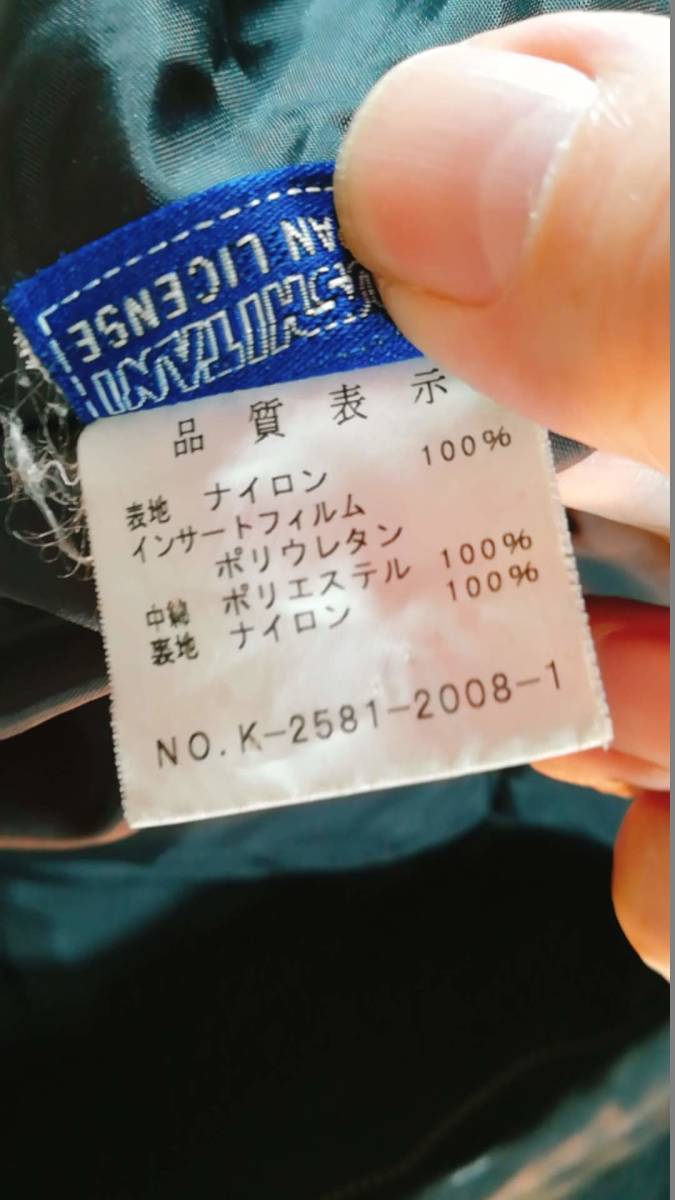 AN LICENSE
品質表示
表地 ナイロン 100%
インサートフィルム
ポリウレタン
中綿 ポリエステル 100%
裏地 ナイロン 100%
NO.K-2581-2008-1